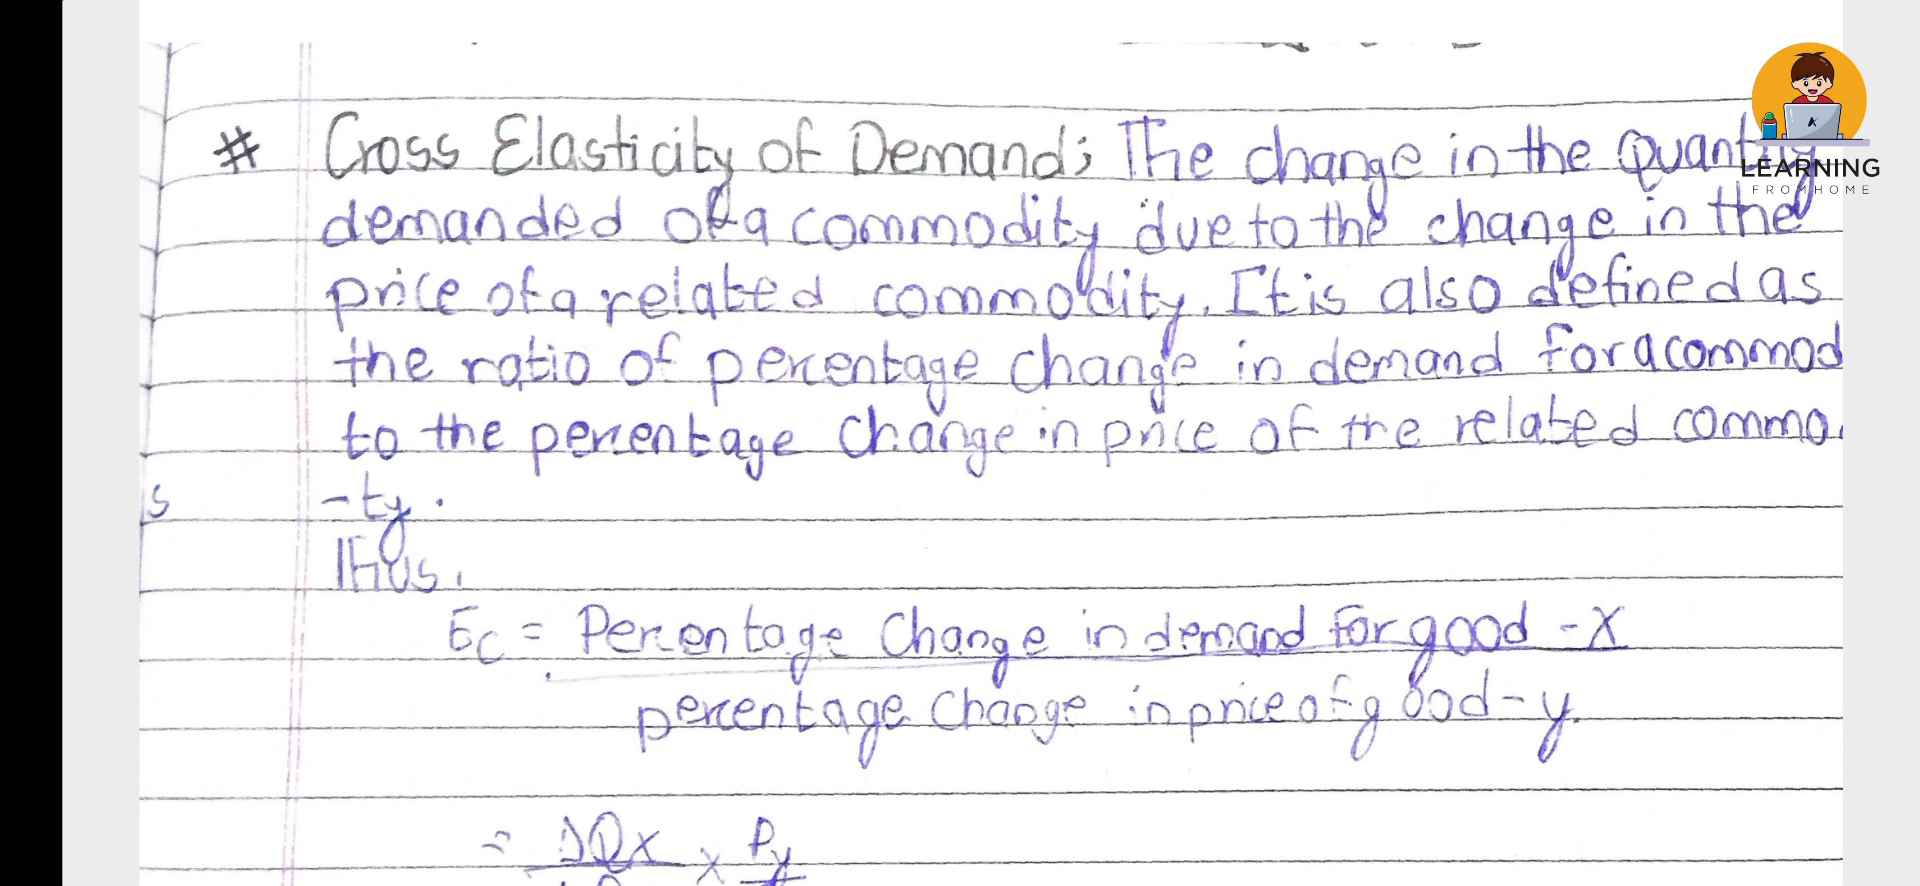 # Cross Elasticity of Demand: The change in the Quantity
demanded of a commodity due to the change in the
price of a related commodity. It is also defined as
the ratio of percentage change in demand for a commod
to the percentage change in price of the related commo
-ty.
s
Thus,
Ec = Percentage Change in demand for good - X
percentage change in price of good - y.
= ΔQx x Py
LEARNING
FROM HOME